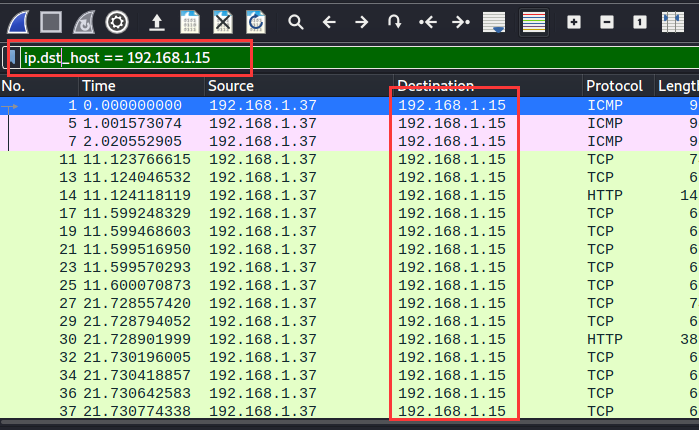 1
ip.dst_host == 192.168.1.15
No. Time Source Destination Protocol Length
1 0.000000000 192.168.1.37 192.168.1.15 ICMP 9
5 1.001573074 192.168.1.37 192.168.1.15 ICMP 9
7 2.020552905 192.168.1.37 192.168.1.15 ICMP 9
11 11.123766615 192.168.1.37 192.168.1.15 TCP 7
13 11.124046532 192.168.1.37 192.168.1.15 TCP 6
14 11.124118119 192.168.1.37 192.168.1.15 HTTP 14
17 11.599248329 192.168.1.37 192.168.1.15 TCP 6
19 11.599468603 192.168.1.37 192.168.1.15 TCP 6
21 11.599516950 192.168.1.37 192.168.1.15 TCP 6
23 11.599570293 192.168.1.37 192.168.1.15 TCP 6
25 11.600070873 192.168.1.37 192.168.1.15 TCP 6
27 21.728557420 192.168.1.37 192.168.1.15 TCP 7
29 21.728794052 192.168.1.37 192.168.1.15 TCP 6
30 21.728901999 192.168.1.37 192.168.1.15 HTTP 38
32 21.730196005 192.168.1.37 192.168.1.15 TCP 6
34 21.730418857 192.168.1.37 192.168.1.15 TCP 6
36 21.730642583 192.168.1.37 192.168.1.15 TCP 6
37 21.730774338 192.168.1.37 192.168.1.15 TCP 6